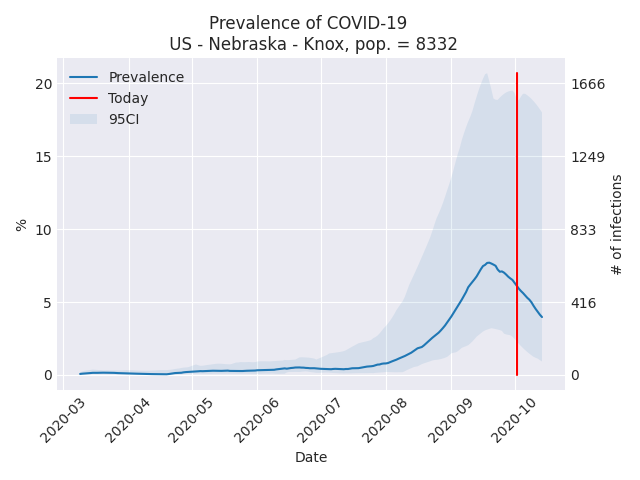 Prevalence of COVID-19
US - Nebraska - Knox, pop. = 8332
Prevalence
Today
95CI
20
15
10
5
0
%
1666
1249
833
416
0
# of infections
2020-03
2020-04
2020-05
2020-06
2020-07
2020-08
2020-09
2020-10
Date